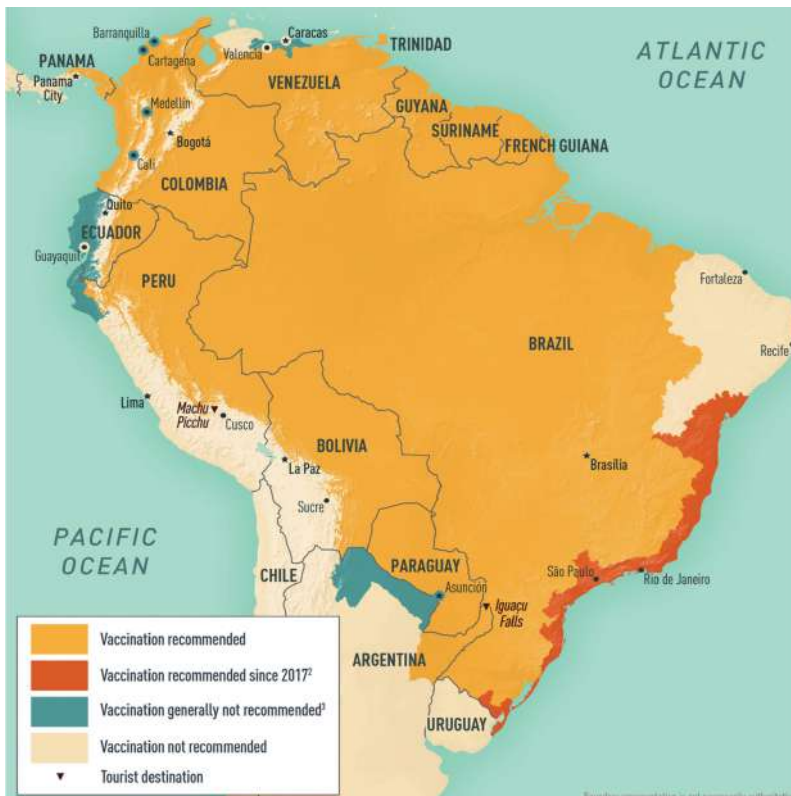 Barranquilla
Caracas
Cartagena
Valencia
TRINIDAD
ATLANTIC
OCEAN
PANAMA
Panama
City
VENEZUELA
Medellín
GUYANA
SURINAME
FRENCH GUIANA
Bogotá
Cali
COLOMBIA
Quito
ECUADOR
Guayaquil
PERU
Fortaleza
BRAZIL
Recife
Lima
Machu
Picchu
Cusco
BOLIVIA
La Paz
Brasília
Sucre
PACIFIC
OCEAN
CHILE
PARAGUAY
São Paulo
Rio de Janeiro
Asunción
Iguaçu
Falls
ARGENTINA
URUGUAY
Vaccination recommended
Vaccination recommended since 2017²
Vaccination generally not recommended³
Vaccination not recommended
Tourist destination